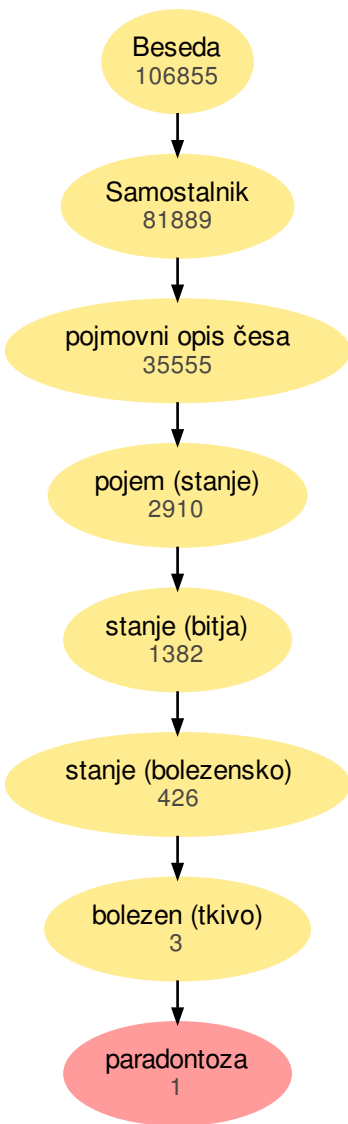 Beseda
106855
Samostalnik
81889
pojmovni opis česa
35555
pojem (stanje)
2910
stanje (bitja)
1382
stanje (bolezensko)
426
bolezen (tkivo)
3
paradontoza
1